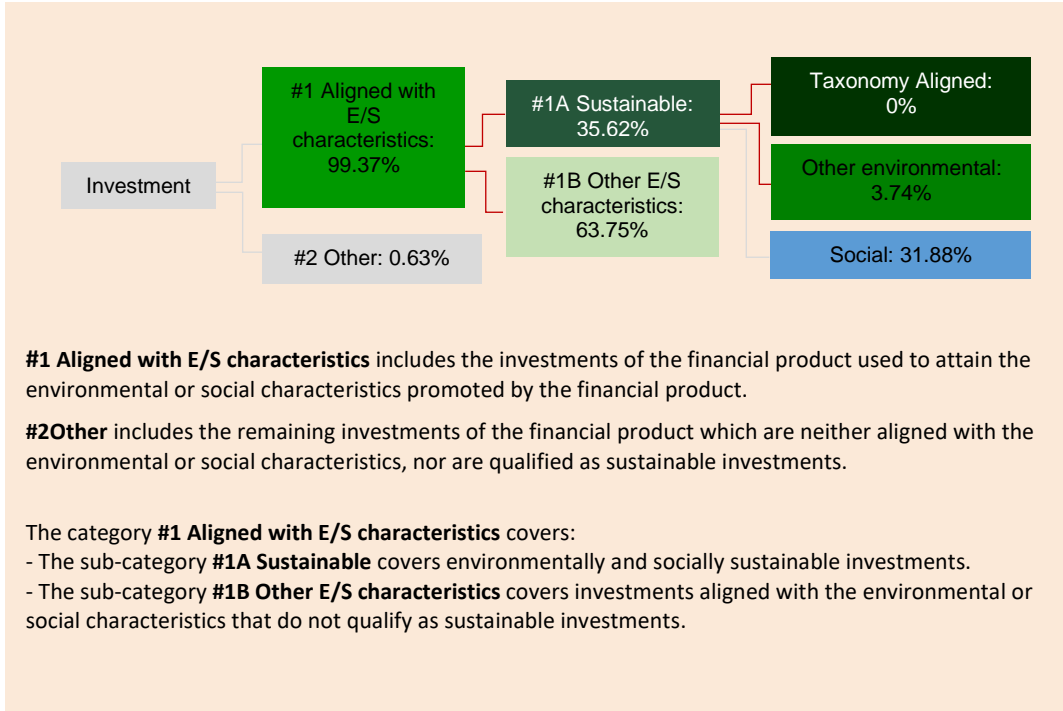 Investment
#1 Aligned with
E/S
characteristics:
99.37%
#2 Other: 0.63%
#1A Sustainable:
35.62%
#1B Other E/S
characteristics:
63.75%
Taxonomy Aligned:
0%
Other environmental:
3.74%
Social: 31.88%
#1 Aligned with E/S characteristics includes the investments of the financial product used to attain the
environmental or social characteristics promoted by the financial product.
#2Other includes the remaining investments of the financial product which are neither aligned with the
environmental or social characteristics, nor are qualified as sustainable investments.
The category #1 Aligned with E/S characteristics covers:
- The sub-category #1A Sustainable covers environmentally and socially sustainable investments.
- The sub-category #1B Other E/S characteristics covers investments aligned with the environmental or
social characteristics that do not qualify as sustainable investments.